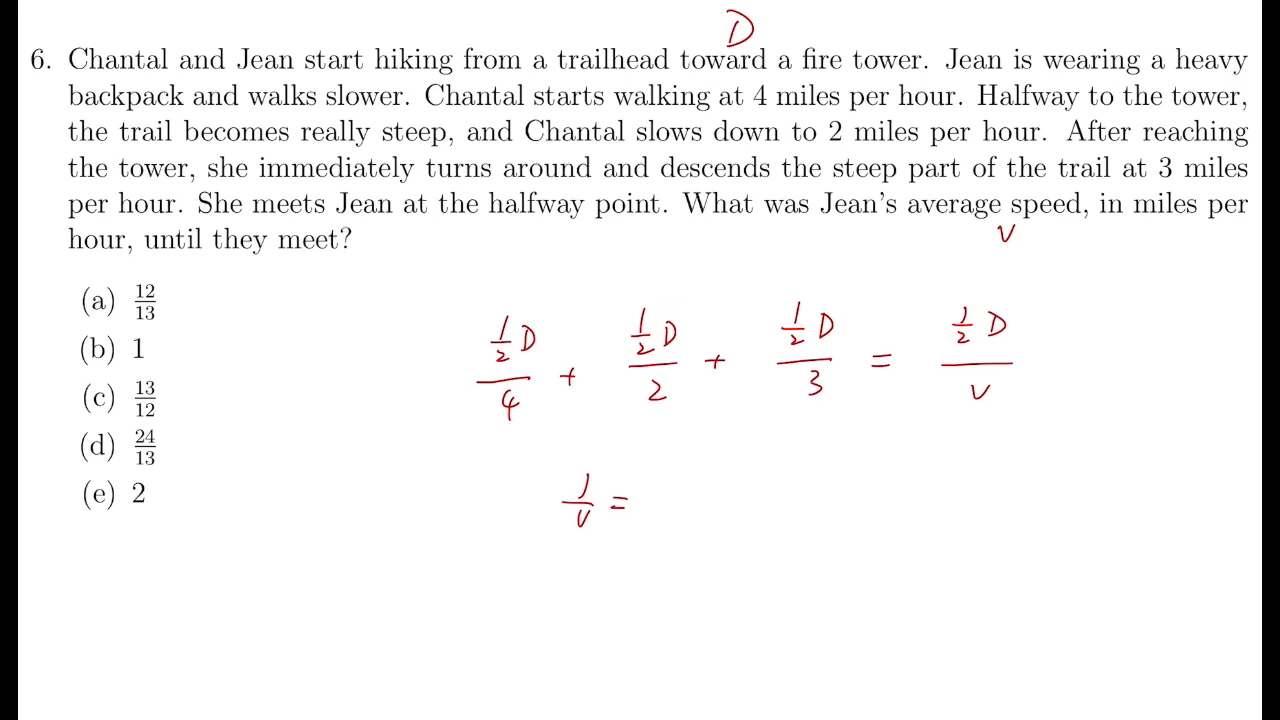 D
6. Chantal and Jean start hiking from a trailhead toward a fire tower. Jean is wearing a heavy
backpack and walks slower. Chantal starts walking at 4 miles per hour. Halfway to the tower,
the trail becomes really steep, and Chantal slows down to 2 miles per hour. After reaching
the tower, she immediately turns around and descends the steep part of the trail at 3 miles
per hour. She meets Jean at the halfway point. What was Jean's average speed, in miles per
hour, until they meet?
v
(a) 12/13
(b) 1
(c) 13/12
(d) 24/13
(e) 2
(1/2 D)/4 + (1/2 D)/2 + (1/2 D)/3 = (1/2 D)/v
1/v =